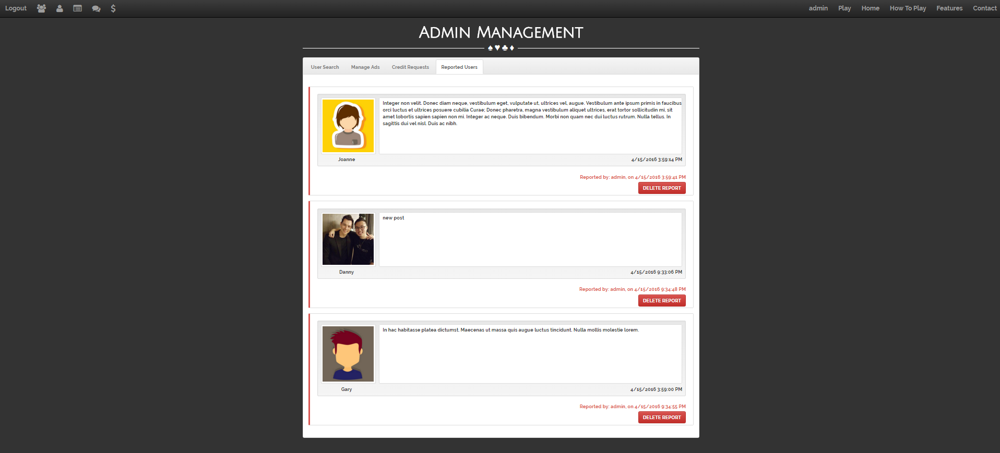 Logout
admin Play Home How To Play Features Contact
Admin Management
User Search Manage Ads Credit Requests Reported Users
Integer non velit. Donec diam neque, vestibulum eget, vulputate ut, ultrices vel, augue. Vestibulum ante ipsum primis in faucibus
orci luctus et ultrices posuere cubilia Curae; Donec pharetra, magna vestibulum aliquet ultrices, erat tortor sollicitudin mi, sit
amet lobortis sapien sapien non mi. Integer ac neque. Duis bibendum. Morbi non quam nec dui luctus rutrum. Nulla tellus. In
sagittis dui vel nisl. Duis ac nibh.
Joanne
4/15/2016 3:59:14 PM
Reported by: admin, on 4/15/2016 3:59:41 PM
DELETE REPORT
new post
Danny
4/15/2016 9:33:06 PM
Reported by: admin, on 4/15/2016 9:34:48 PM
DELETE REPORT
In hac habitasse platea dictumst. Maecenas ut massa quis augue luctus tincidunt. Nulla mollis molestie lorem.
Gary
4/15/2016 3:59:00 PM
Reported by: admin, on 4/15/2016 9:34:55 PM
DELETE REPORT